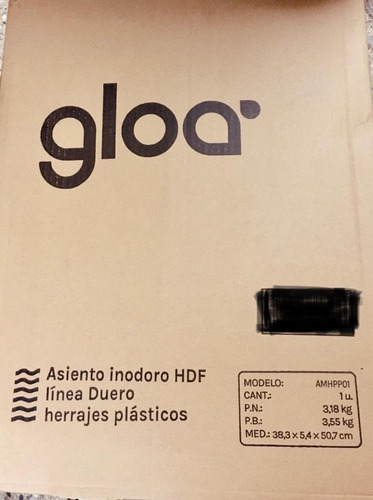 gloa
Asiento inodoro HDF
línea Duero
herrajes plásticos
MODELO: AMHPP01
CANT.: 1 u.
P.N.: 3,18 kg
P.B.: 3,55 kg
MED.: 38,3 x 5,4 x 50,7 cm